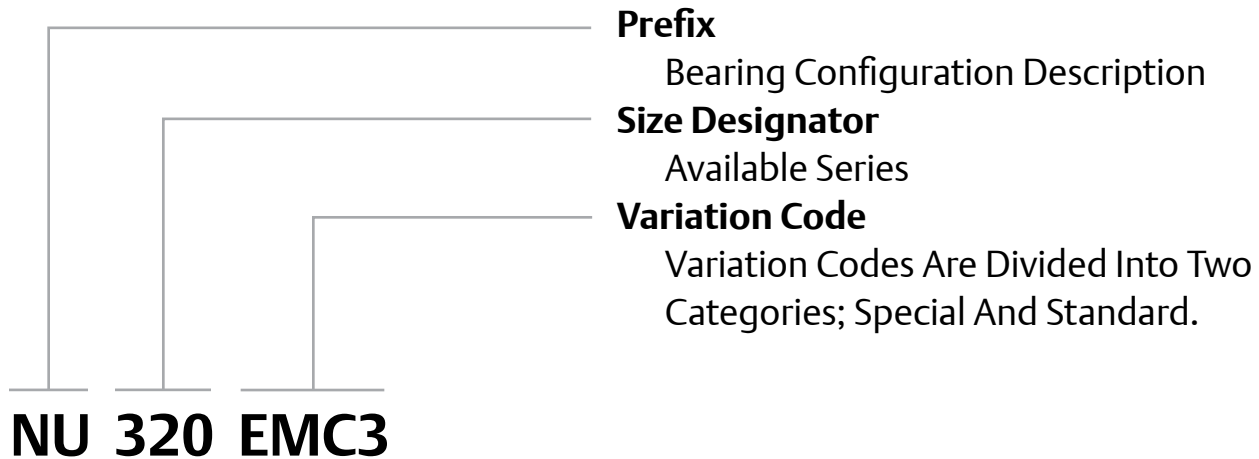 Prefix
Bearing Configuration Description
Size Designator
Available Series
Variation Code
Variation Codes Are Divided Into Two
Categories; Special And Standard.
NU 320 EMC3